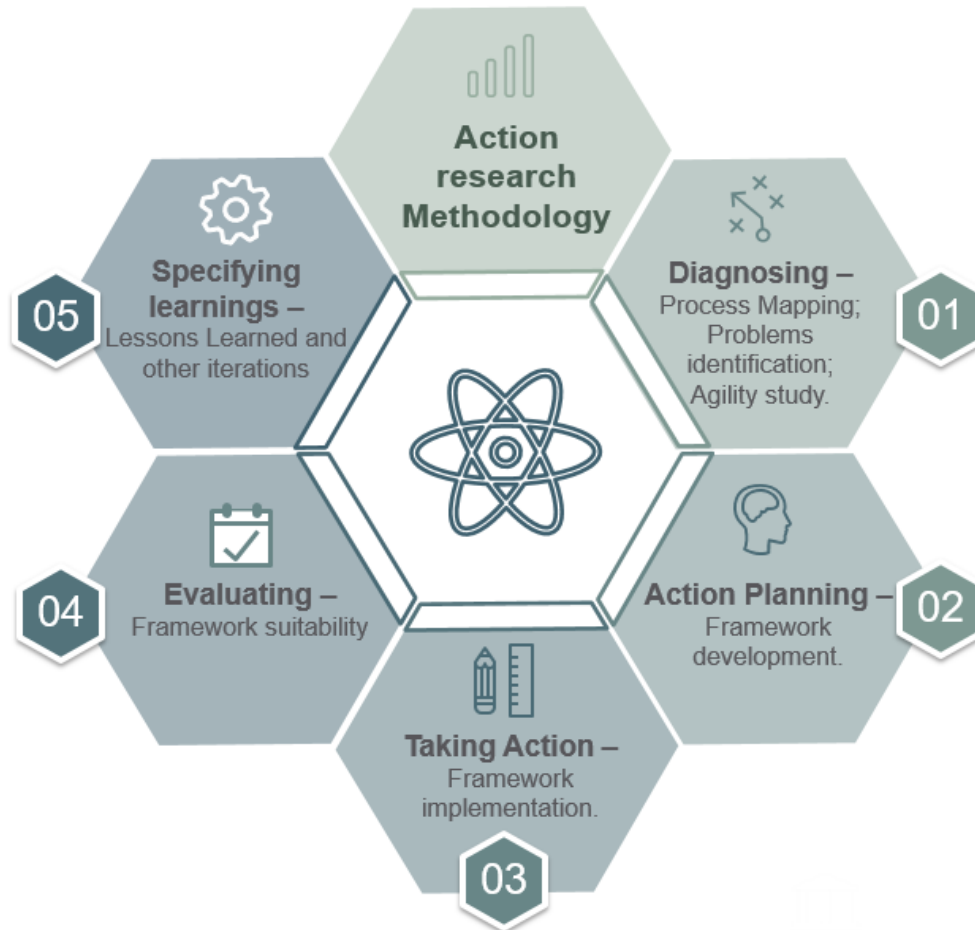 Action
research
Methodology
Diagnosing –
Process Mapping;
Problems
identification;
Agility study.
01
Action Planning –
Framework
development.
02
Taking Action –
Framework
implementation.
03
Evaluating –
Framework suitability
04
Specifying
learnings –
Lessons Learned and
other iterations
05